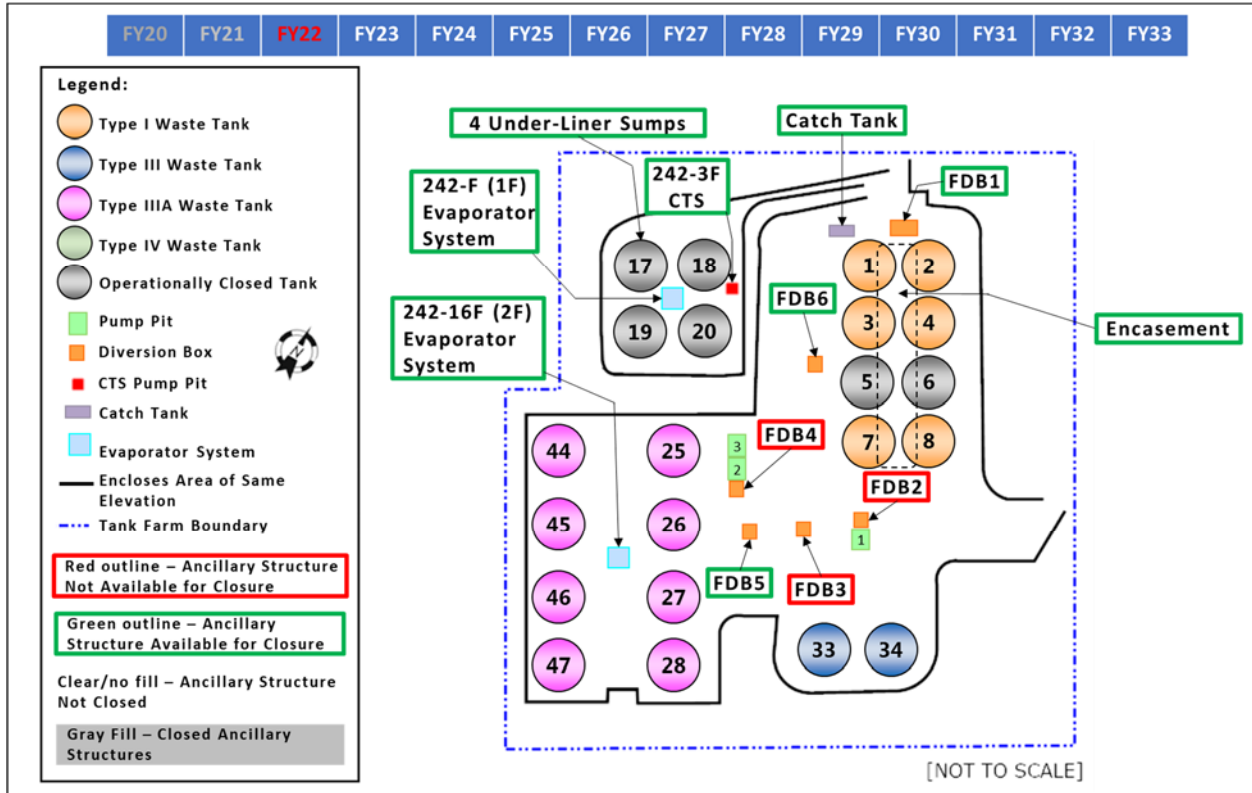 FY20 FY21 FY22 FY23 FY24 FY25 FY26 FY27 FY28 FY29 FY30 FY31 FY32 FY33
Legend:
Type I Waste Tank
Type III Waste Tank
Type IIIA Waste Tank
Type IV Waste Tank
Operationally Closed Tank
Pump Pit
Diversion Box
CTS Pump Pit
Catch Tank
Evaporator System
Encloses Area of Same
Elevation
Tank Farm Boundary
Red outline – Ancillary Structure
Not Available for Closure
Green outline – Ancillary
Structure Available for Closure
Clear/no fill – Ancillary Structure
Not Closed
Gray Fill – Closed Ancillary
Structures
N
4 Under-Liner Sumps
Catch Tank
242-3F
CTS
FDB1
242-F (1F)
Evaporator
System
17 18
19 20
1 2
3 4
5 6
7 8
FDB6
Encasement
242-16F (2F)
Evaporator
System
44 25
45 26
46 27
47 28
3
2
FDB4
FDB2
1
FDB5
FDB3
33 34
[NOT TO SCALE]